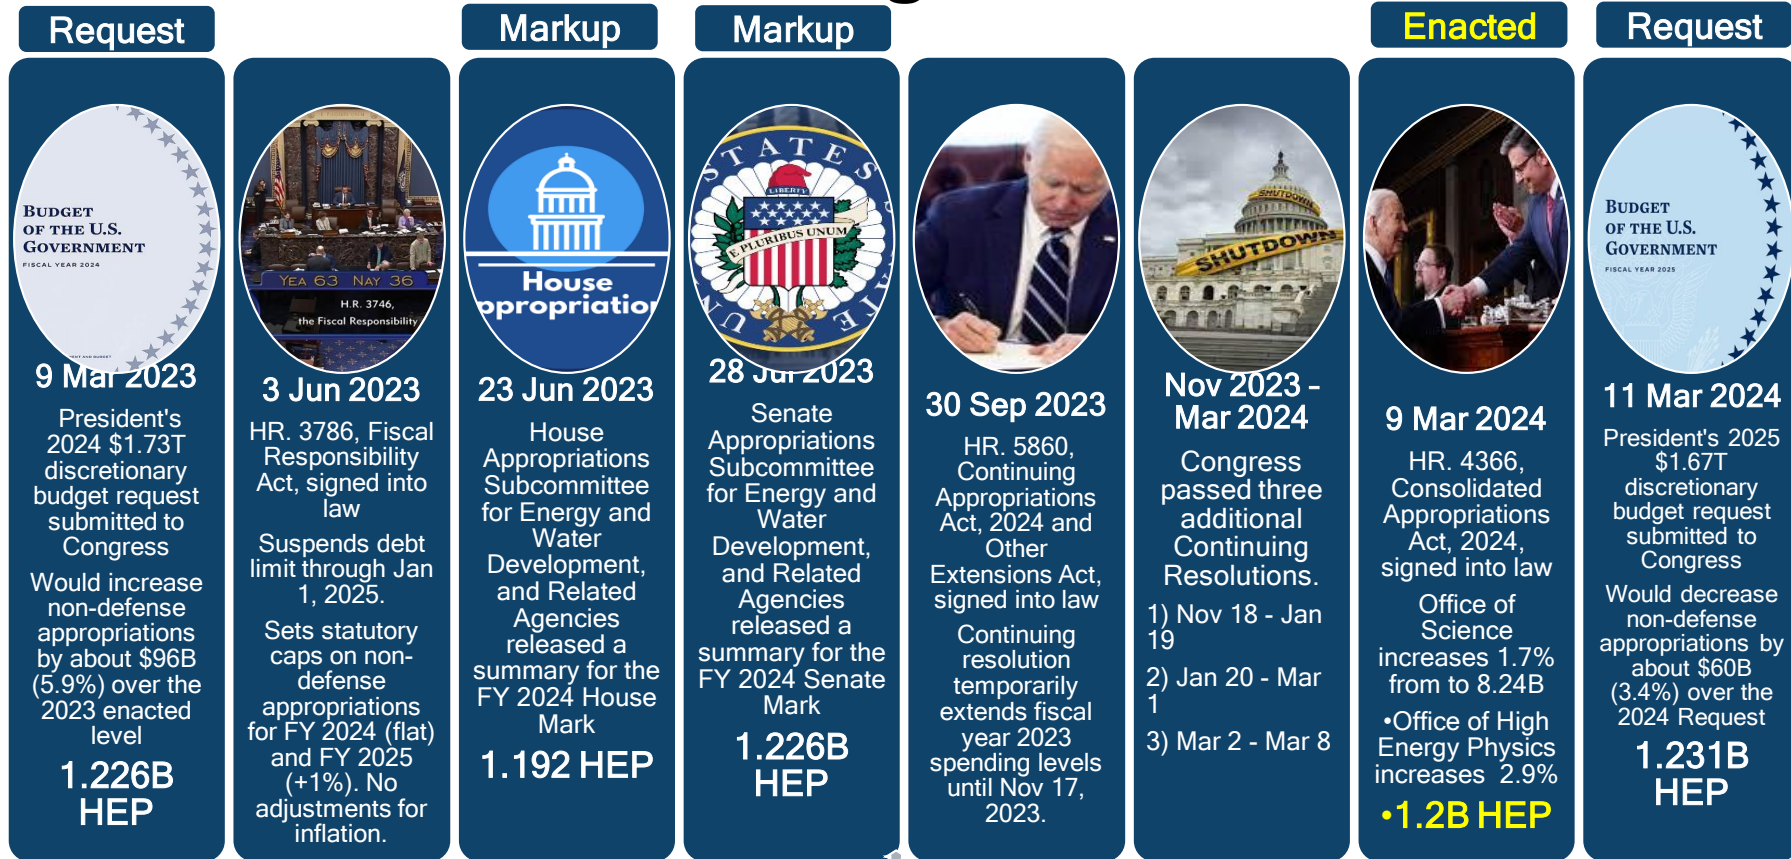 Request
BUDGET
OF THE U.S.
GOVERNMENT
FISCAL YEAR 2024
9 Mar 2023
President's
2024 $1.73T
discretionary
budget request
submitted to
Congress
Would increase
non-defense
appropriations
by about $96B
(5.9%) over the
2023 enacted
level
1.226B
HEP
YEA 63 NAY 36
H.R. 3746,
the Fiscal Responsibility
3 Jun 2023
HR. 3786, Fiscal
Responsibility
Act, signed into
law
Suspends debt
limit through Jan
1, 2025.
Sets statutory
caps on non-
defense
appropriations
for FY 2024 (flat)
and FY 2025
(+1%). No
adjustments for
inflation.
Markup
House
ppropriation
23 Jun 2023
House
Appropriations
Subcommittee
for Energy and
Water
Development,
and Related
Agencies
released a
summary for the
FY 2024 House
Mark
1.192 HEP
Markup
STATES
LIBERTY
E PLURIBUS UNUM
28 Jul 2023
Senate
Appropriations
Subcommittee
for Energy and
Water
Development,
and Related
Agencies
released a
summary for the
FY 2024 Senate
Mark
1.226B
HEP
30 Sep 2023
HR. 5860,
Continuing
Appropriations
Act, 2024 and
Other
Extensions Act,
signed into law
Continuing
resolution
temporarily
extends fiscal
year 2023
spending levels
until Nov 17,
2023.
SHUTDOWN
SHUTDOWN
Nov 2023 –
Mar 2024
Congress
passed three
additional
Continuing
Resolutions.
1) Nov 18 - Jan
19
2) Jan 20 - Mar
1
3) Mar 2 - Mar 8
Enacted
9 Mar 2024
HR. 4366,
Consolidated
Appropriations
Act, 2024,
signed into law
Office of
Science
increases 1.7%
from to 8.24B
•Office of High
Energy Physics
increases 2.9%
•1.2B HEP
Request
BUDGET
OF THE U.S.
GOVERNMENT
FISCAL YEAR 2025
11 Mar 2024
President's 2025
$1.67T
discretionary
budget request
submitted to
Congress
Would decrease
non-defense
appropriations by
about $60B
(3.4%) over the
2024 Request
1.231B
HEP